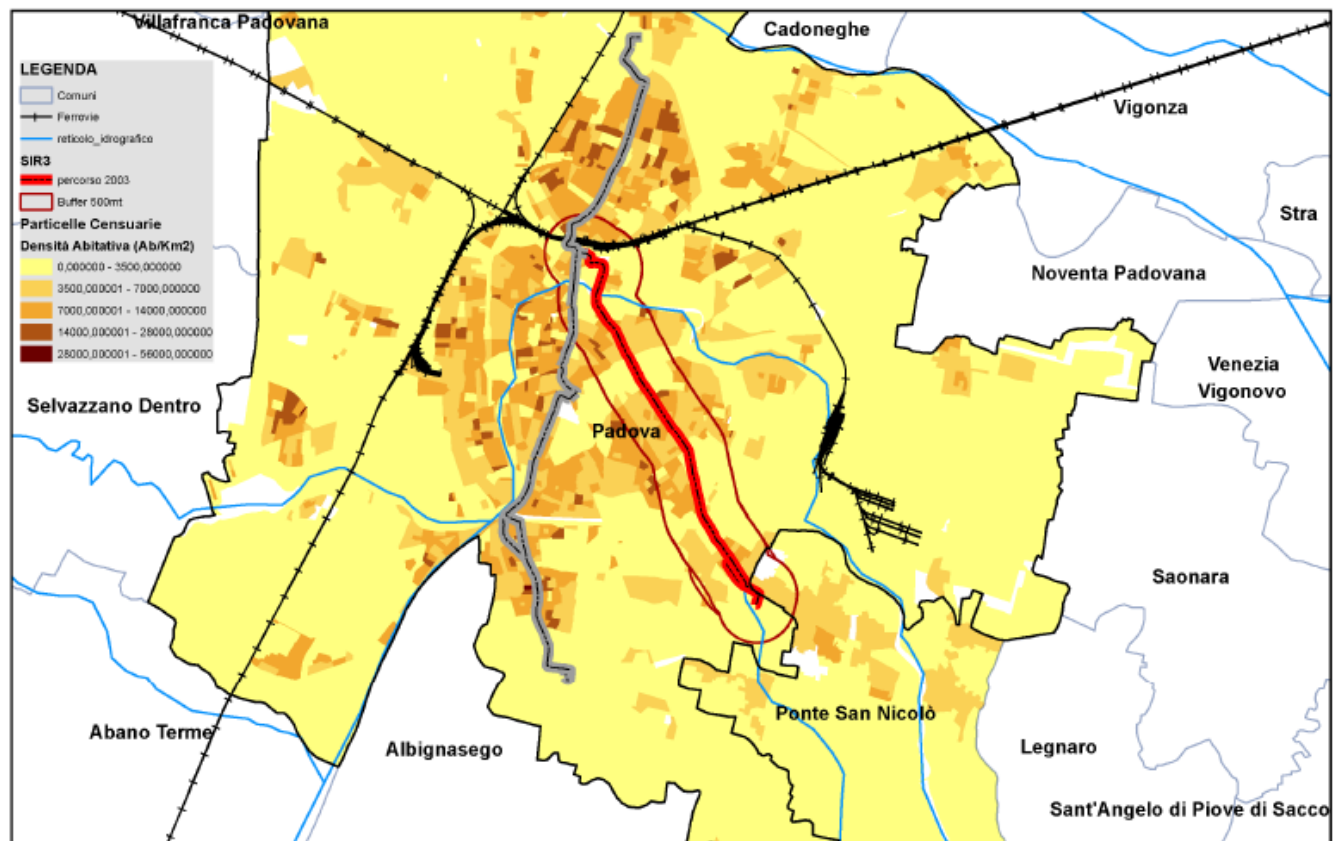 Villafranca Padovana
Cadoneghe
LEGENDA
Comuni
Ferrovie
reticolo_idrografico
SIR3
percorso 2003
Buffer 500mt
Particelle Censuarie
Densità Abitativa (Ab/Km2)
0,000000 - 3500,000000
3500,000001 - 7000,000000
7000,000001 - 14000,000000
14000,000001 - 28000,000000
28000,000001 - 56000,000000
Vigonza
Stra
Noventa Padovana
Venezia
Vigonovo
Selvazzano Dentro
Padova
Saonara
Ponte San Nicolò
Abano Terme
Albignasego
Legnaro
Sant'Angelo di Piove di Sacco